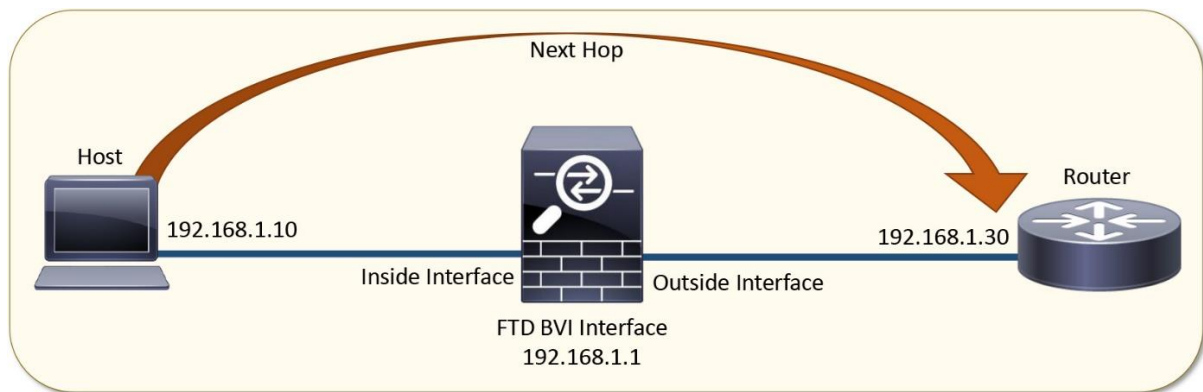 Next Hop
Host
Router
192.168.1.10
192.168.1.30
Inside Interface
Outside Interface
FTD BVI Interface
192.168.1.1